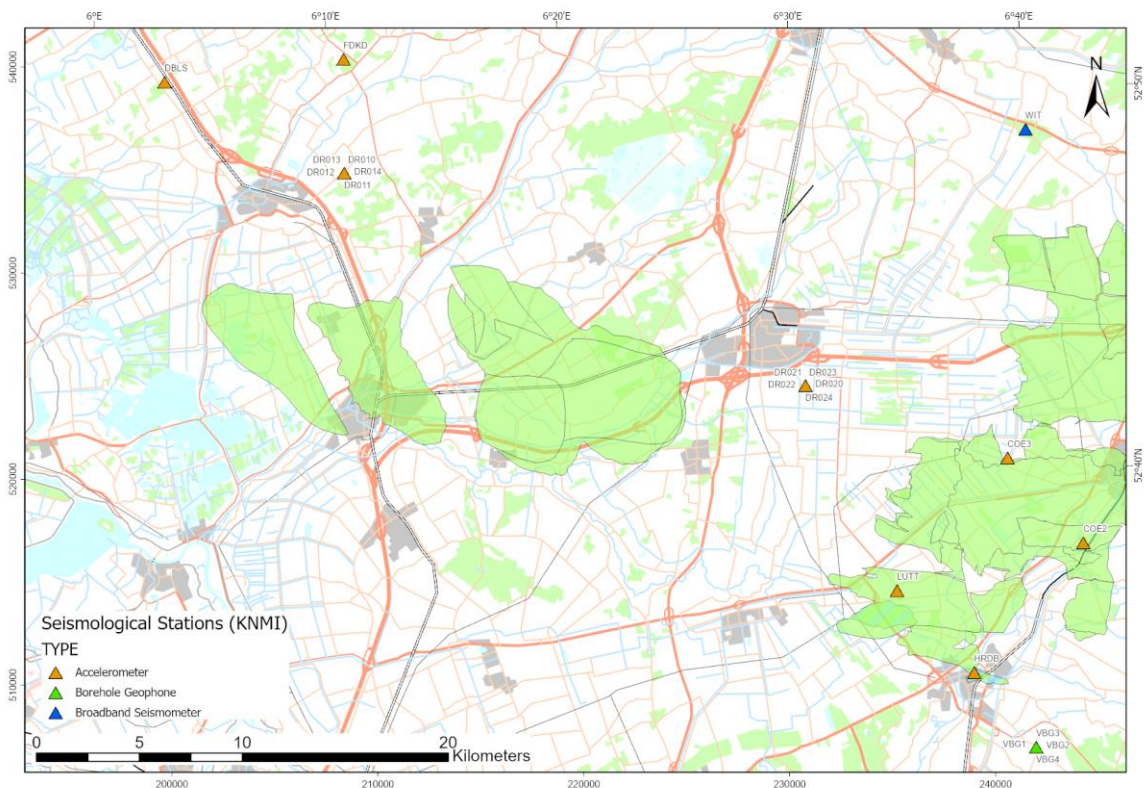 6° 6°10'E 6°20'E 6°30'E 6°40'E
540000
52°50'N
N
FDKD
DBLS
WIT
DR013 DR010
DR012 DR014
DR011
530000
DR021 DR023
DR022 DR020
DR024
COE3
52°40'N
520000
COE2
LUTT
HRDB
510000
VBG3
VBG1 VBG2
VBG4
Seismological Stations (KNMI)
TYPE
Accelerometer
Borehole Geophone
Broadband Seismometer
0 5 10 20
Kilometers
200000 210000 220000 230000 240000